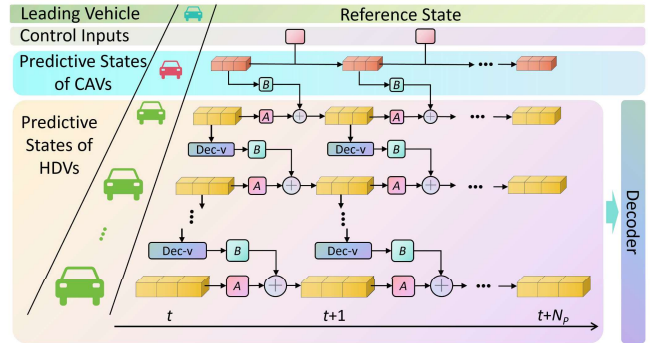 Leading Vehicle
Reference State
Control Inputs
Predictive States
of CAVs
B
B
Predictive
States of
HDVs
A
A
Dec-v
B
Dec-v
B
A
A
Dec-v
B
Dec-v
B
A
A
t
t+1
t+Np
Decoder